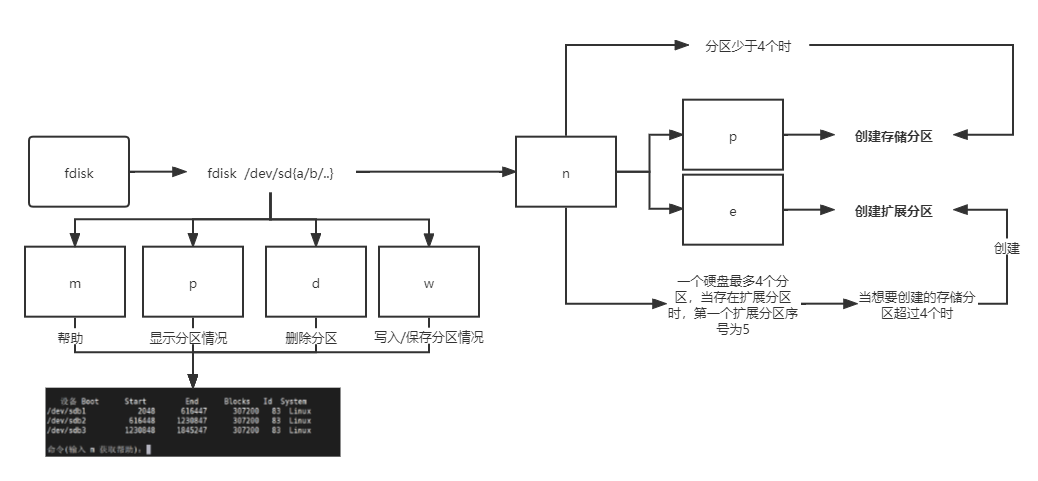 分区少于4个时
fdisk
fdisk /dev/sd{a/b/..}
n
p
创建存储分区
e
创建扩展分区
创建
一个硬盘最多4个分
区，当存在扩展分区
时，第一个扩展分区序
号为5
当想要创建的存储分
区超过4个时
m
p
d
w
帮助
显示分区情况
删除分区
写入/保存分区情况
设备 Boot Start End Blocks Id System
/dev/sdb1 2048 616447 307200 83 Linux
/dev/sdb2 616448 1230847 307200 83 Linux
/dev/sdb3 1230848 1845247 307200 83 Linux
命令(输入 m 获取帮助)：